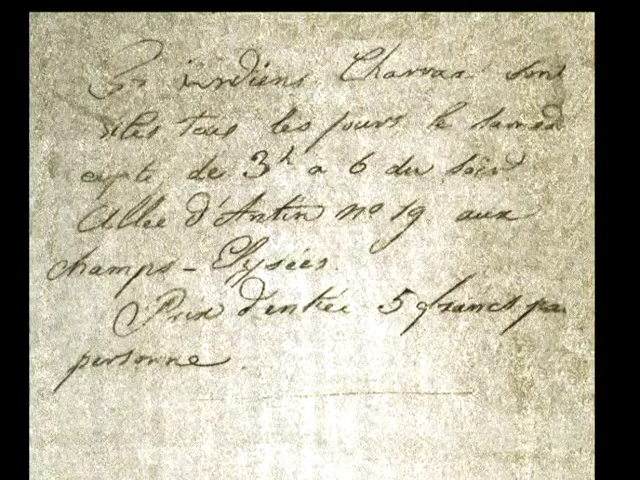 Les indiens Charruas sont
visibles tous les jours le samedi
excepté de 3h a 6 du soir
Allée d'Antin no 19 aux
champs-Elysées.
Prix d'entrée 5 francs par
personne.